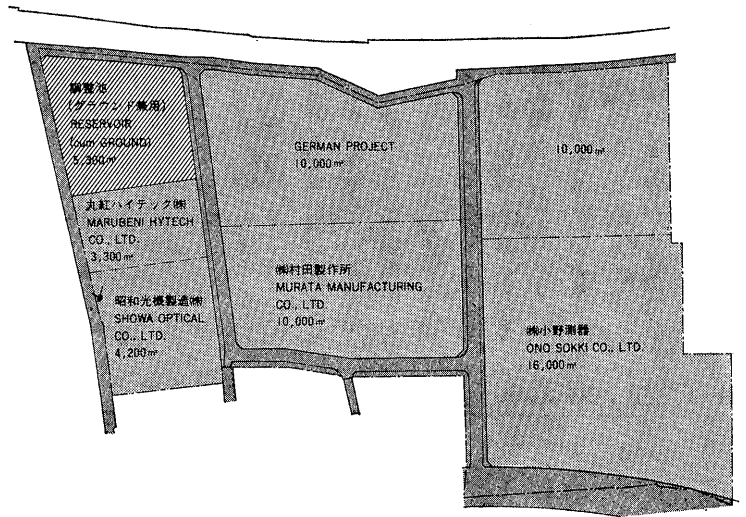 調整池
(グラウンド兼用)
RESERVOIR
(cum GROUND)
5,300㎡
丸紅ハイテック㈱
MARUBENI HYTECH
CO., LTD.
3,300㎡
昭和光機製造㈱
SHOWA OPTICAL
CO., LTD.
4,200㎡
GERMAN PROJECT
10,000㎡
㈱村田製作所
MURATA MANUFACTURING
CO., LTD.
10,000㎡
10,000㎡
㈱小野測器
ONO SOKKI CO., LTD.
16,000㎡